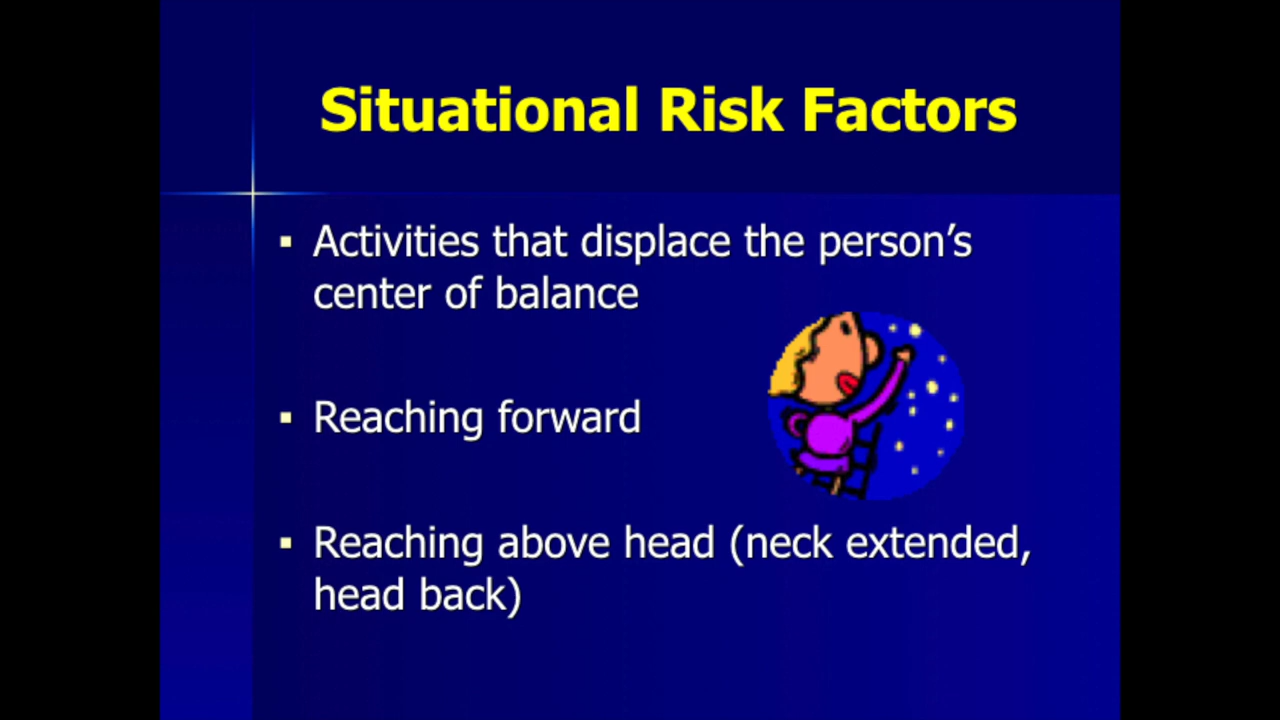 Situational Risk Factors
▪ Activities that displace the person’s
center of balance
▪ Reaching forward
▪ Reaching above head (neck extended,
head back)